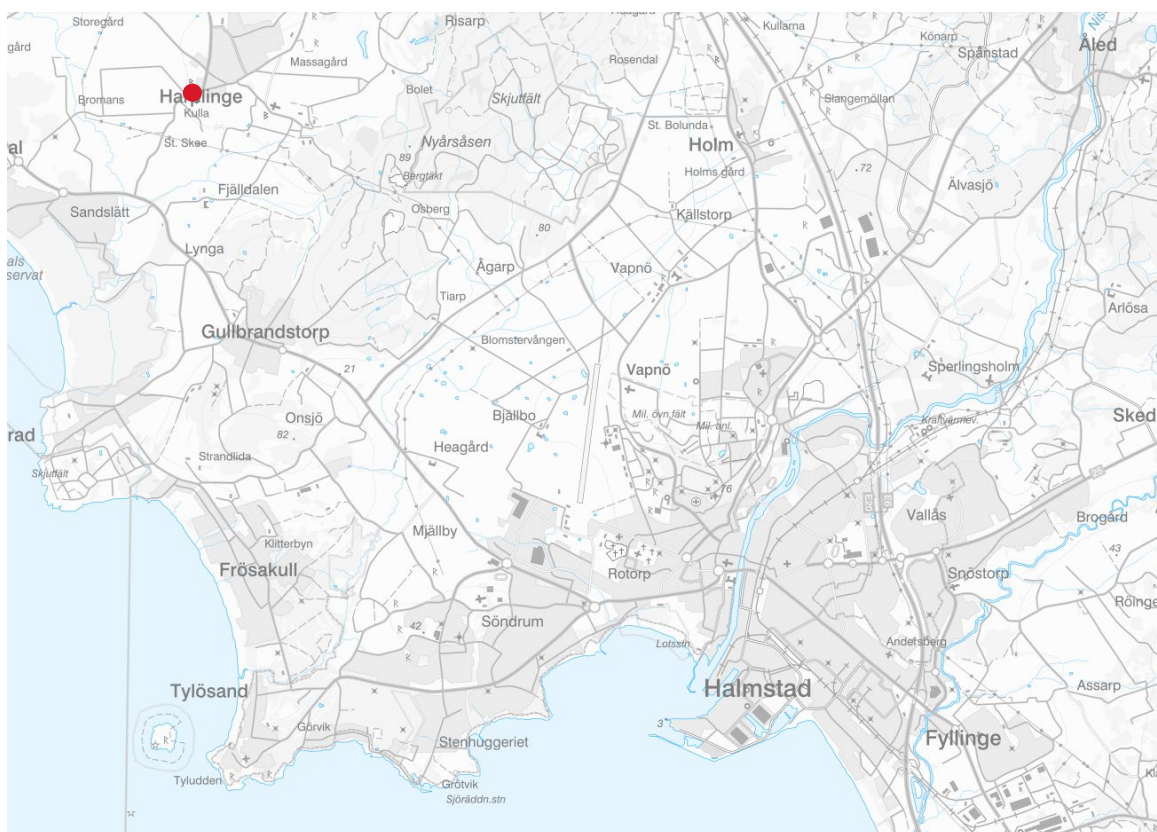 Storegård
Risarp
Kullarna
Könarp
Spånstad
Åled
gård
Massagård
Rosendal
Bromans
Kulla
Bolet
Skjutfält
Slangemöllan
St. Skee
Nyårsåsen
St. Bolunda
Holm
al
89
Bergtäkt
Holms gård
72
Fjälldalen
Älvasjö
Sandslätt
Osberg
80
Källstorp
Lynga
als
servat
Ågarp
Vapnö
Tiarp
Arlösa
Gullbrandstorp
Blomstervången
21
Vapnö
Sperlingsholm
Onsjö
Bjällbo
Mil. övn.fält
Mil. anl.
Kraftvärmev.
Sked
rad
82
Heagård
Strandlida
Skjutfält
76
Vallås
Brogård
Mjällby
Klitterbyn
Frösakull
Rotorp
43
Snöstorp
Röinge
42
Söndrum
Andersberg
Lotsstn
Tylösand
Halmstad
Assarp
Görvik
3
Stenhuggeriet
Fyllinge
Tyludden
Grötvik
Sjöräddn.stn